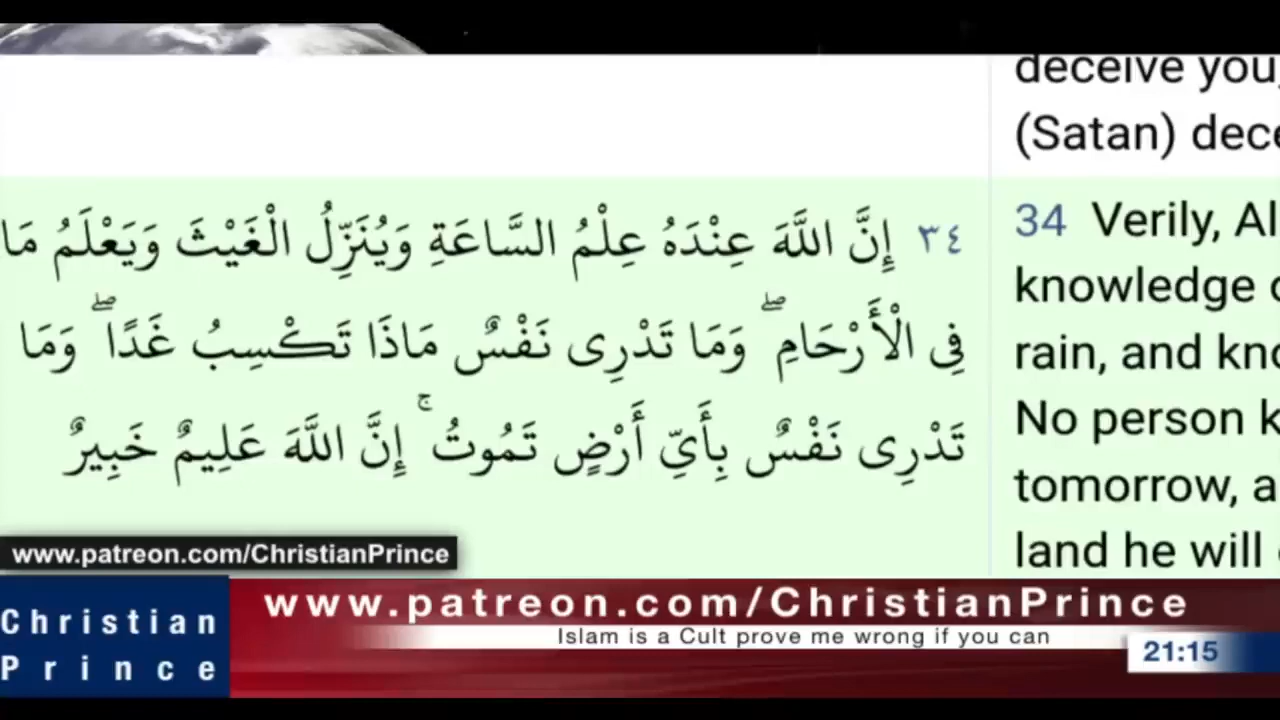 ٣٤ إِنَّ اللَّهَ عِنْدَهُ عِلْمُ السَّاعَةِ وَيُنَزِّلُ الْغَيْثَ وَيَعْلَمُ مَا
فِي الْأَرْحَامِ ۖ وَمَا تَدْرِى نَفْسٌ مَاذَا تَكْسِبُ غَدًا ۖ وَمَا
تَدْرِى نَفْسٌ بِأَيِّ أَرْضٍ تَمُوتُ ۚ إِنَّ اللَّهَ عَلِيمٌ خَبِيرٌ
deceive you,
(Satan) dece
34 Verily, Al
knowledge
rain, and kno
No person k
tomorrow, a
land he will
www.patreon.com/ChristianPrince
www.patreon.com/ChristianPrince
Islam is a Cult prove me wrong if you can
Christian
Prince
21:15